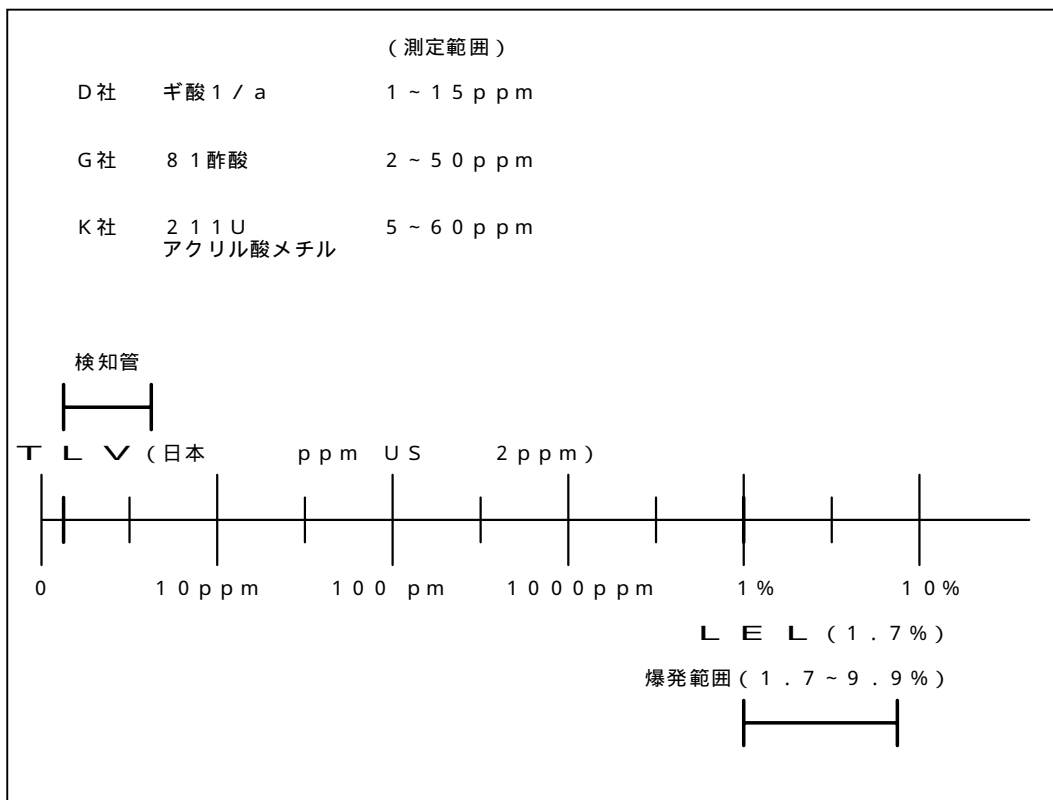 (測定範囲)
D社 ギ酸1/a 1~15ppm
G社 81酢酸 2~50ppm
K社 211U 5~60ppm
アクリル酸メチル
検知管
TLV(日本 ppm US 2ppm)
0 10ppm 100 pm 1000ppm 1% 10%
LEL(1.7%)
爆発範囲(1.7~9.9%)